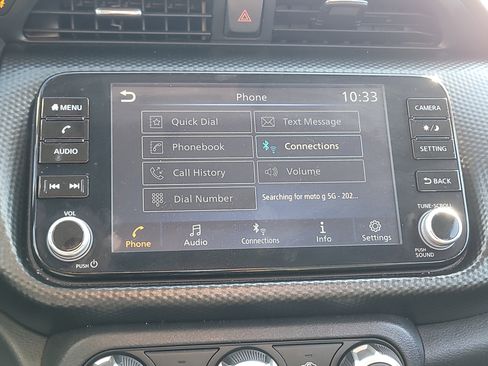 Phone
10:33
MENU
AUDIO
VOL
PUSH
CAMERA
SETTING
BACK
TUNE-SCROLL
PUSH
SOUND
Quick Dial
Text Message
Phonebook
Connections
Call History
Volume
Dial Number
Searching for moto g 5G - 202...
Phone
Audio
Connections
Info
Settings